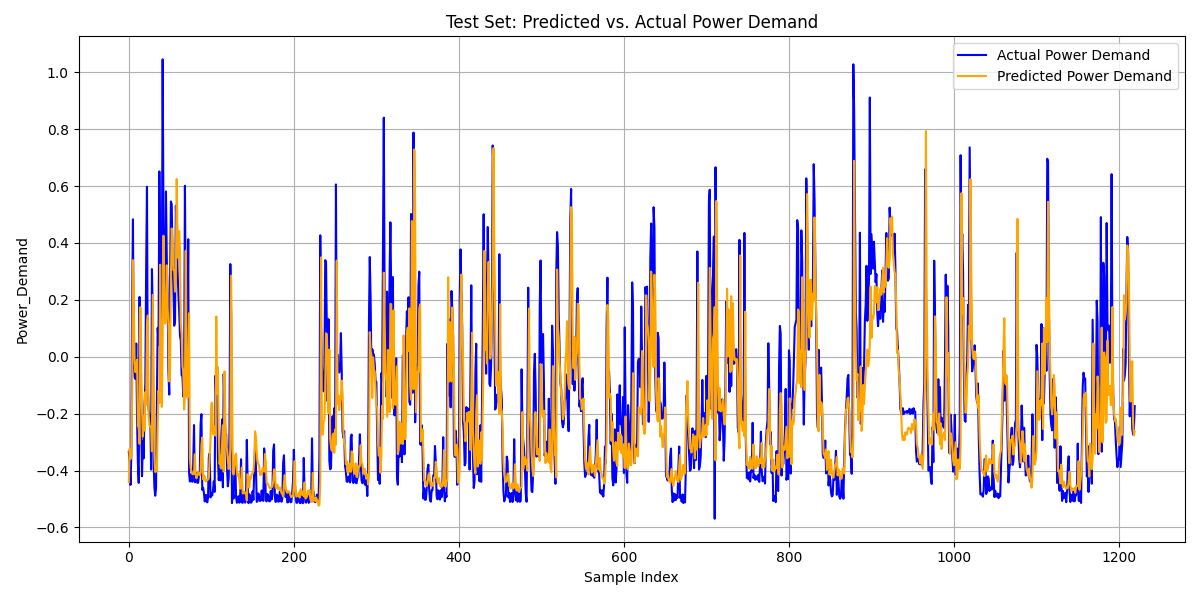 Test Set: Predicted vs. Actual Power Demand
Actual Power Demand
Predicted Power Demand
Power_Demand
1.0
0.8
0.6
0.4
0.2
0.0
−0.2
−0.4
−0.6
0 200 400 600 800 1000 1200
Sample Index